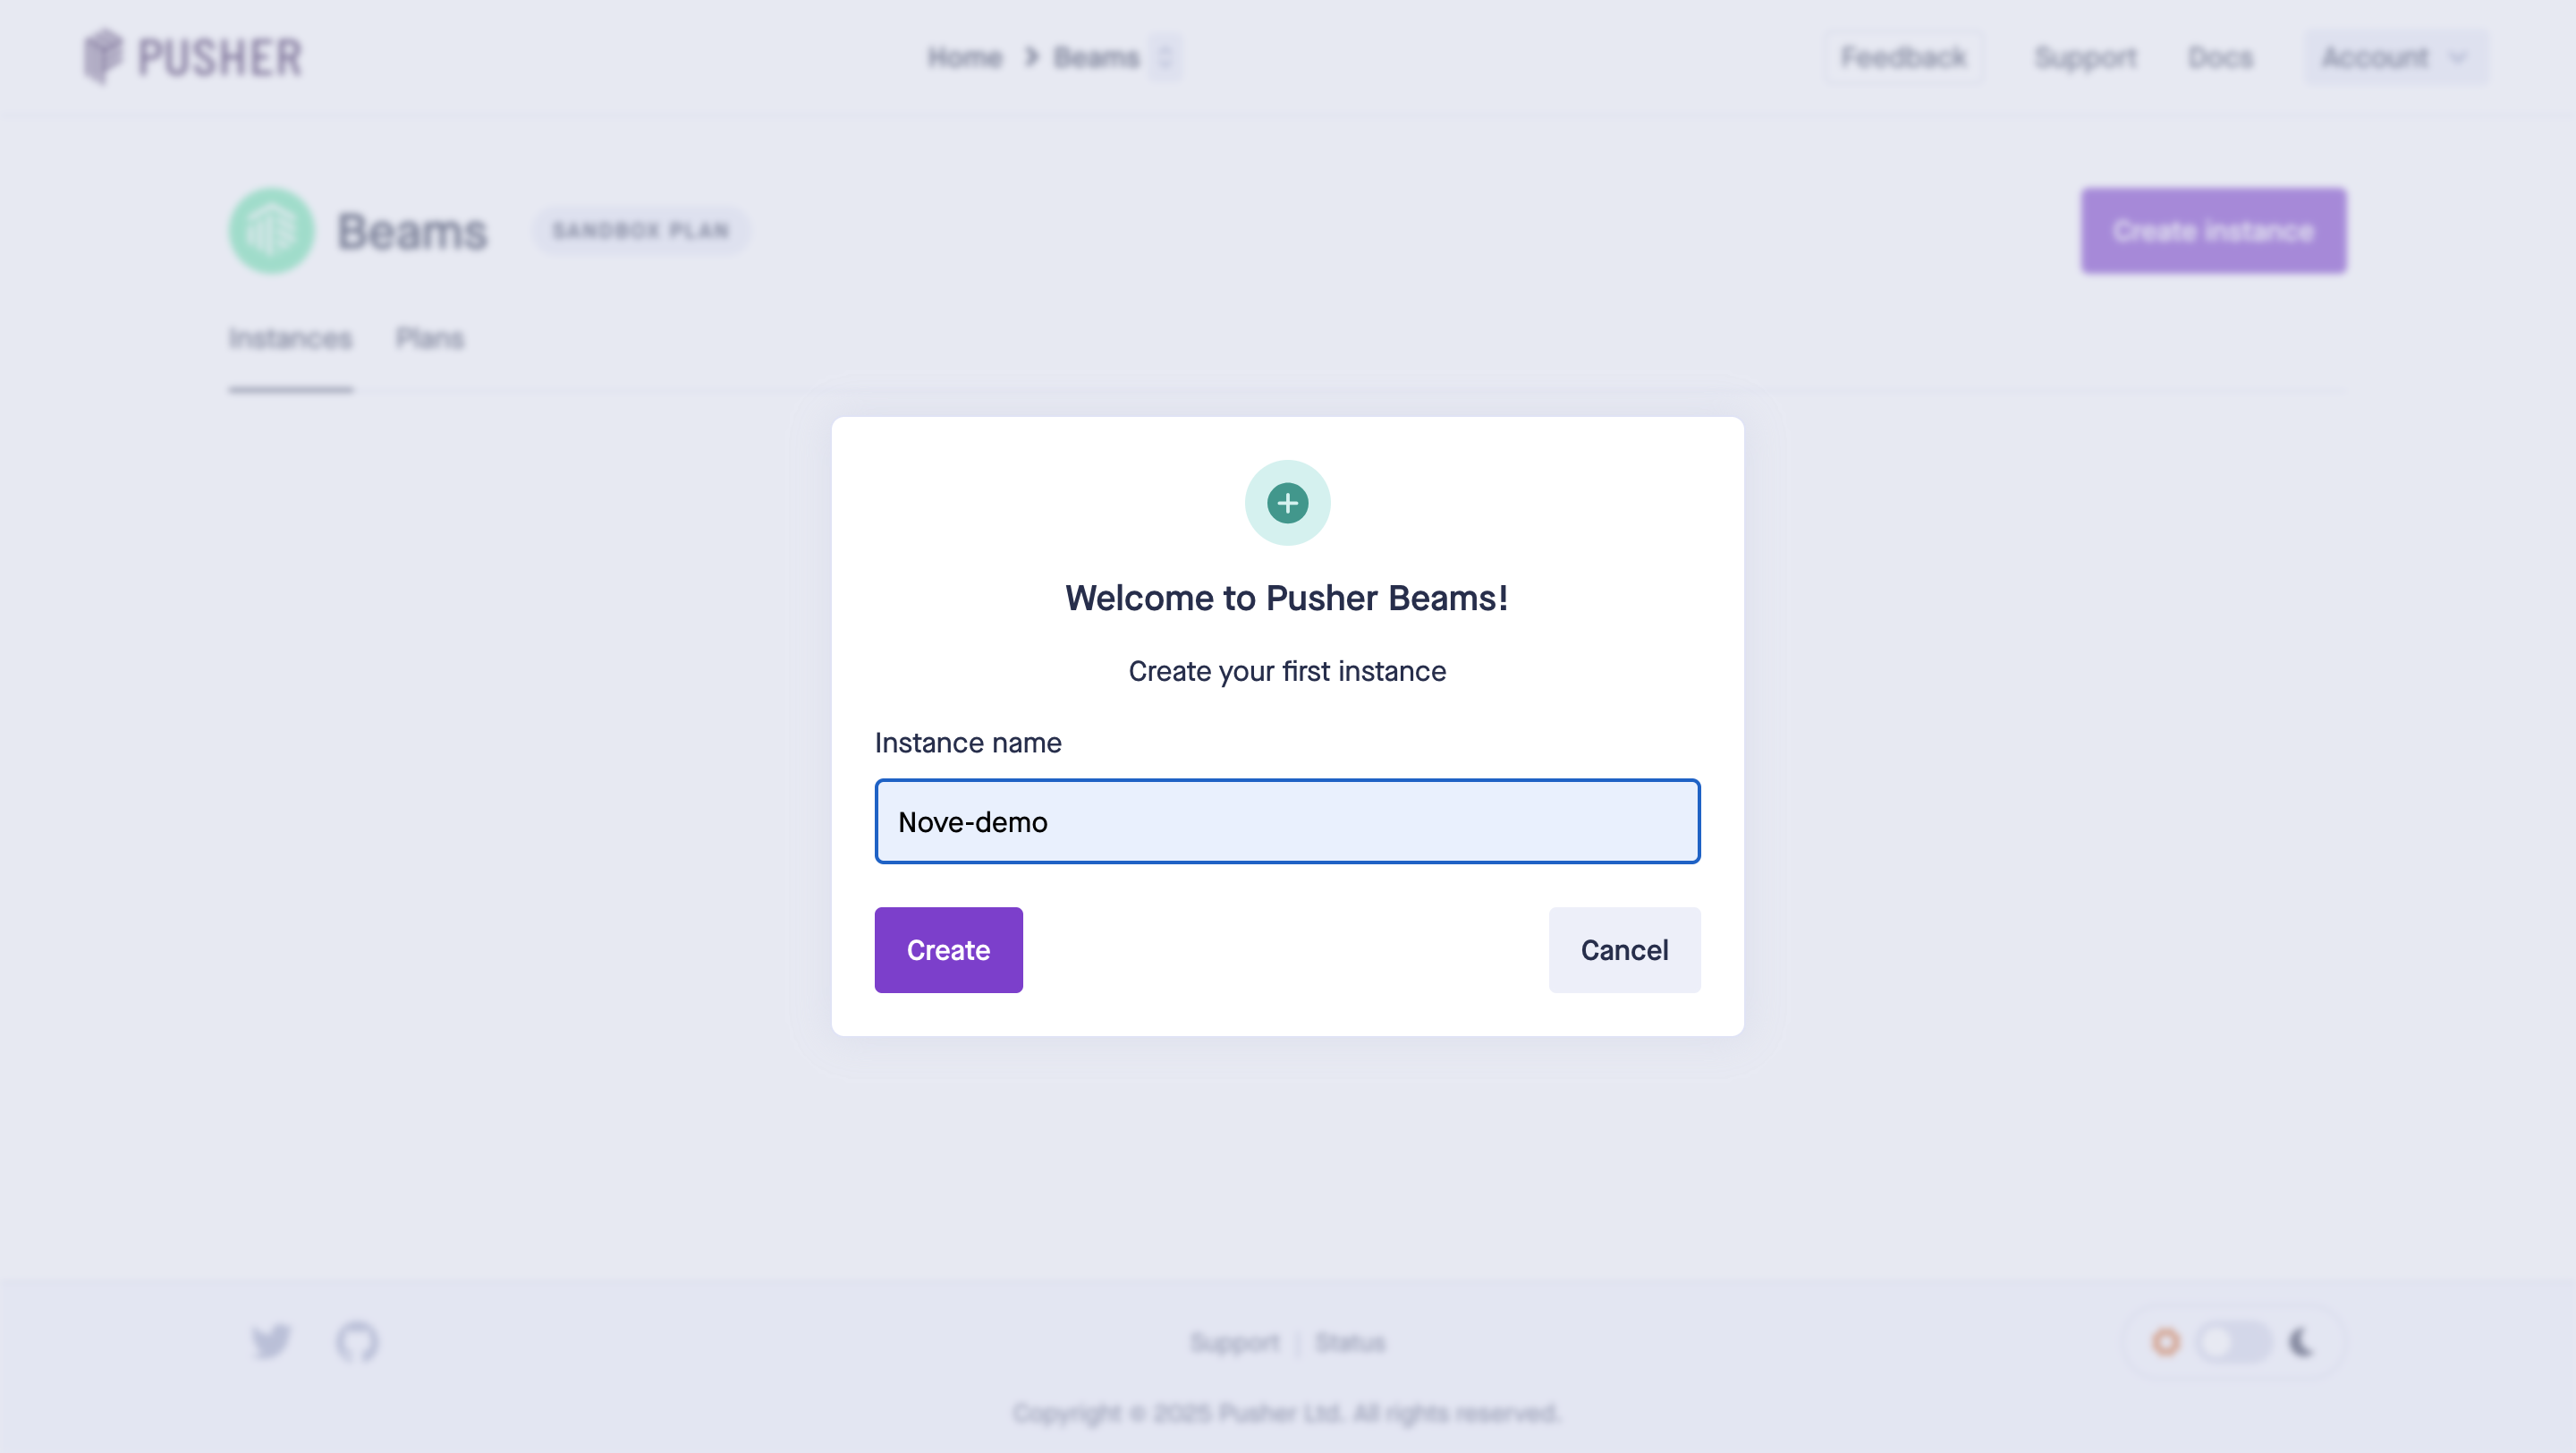 PUSHER
Home > Beams
Feedback
Support
Docs
Account
Beams
SANDBOX PLAN
Create instance
Instances
Plans
Welcome to Pusher Beams!
Create your first instance
Instance name
Nove-demo
Create
Cancel
Support | Status
Copyright © 2025 Pusher Ltd. All rights reserved.